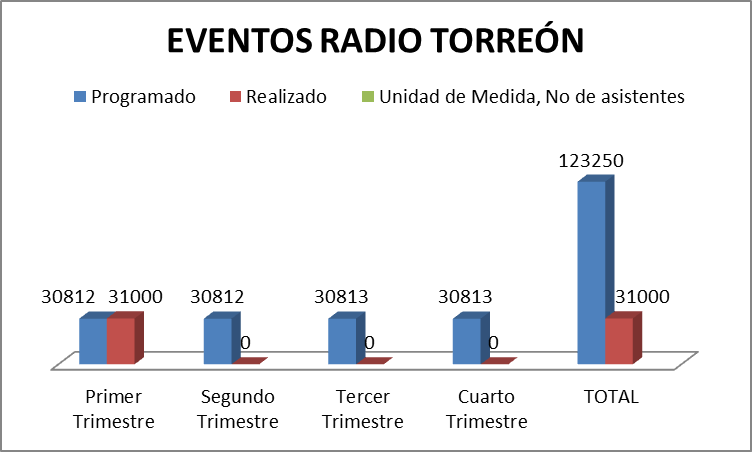 EVENTOS RADIO TORREÓN
Programado Realizado Unidad de Medida, No de asistentes
123250
30812 31000 30812 30813 30813 31000
0 0 0
Primer Segundo Tercer Cuarto TOTAL
Trimestre Trimestre Trimestre Trimestre